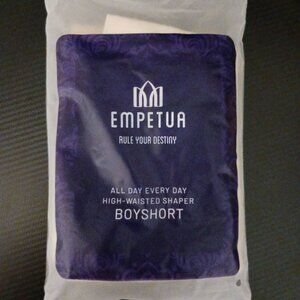 EMPETUA
RULE YOUR DESTINY
ALL DAY EVERY DAY
HIGH-WAISTED SHAPER
BOYSHORT